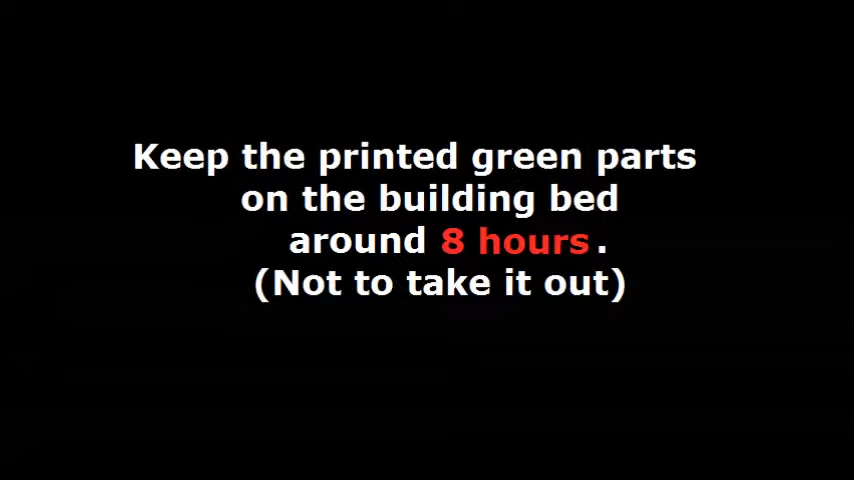 Keep the printed green parts
on the building bed
around 8 hours.
(Not to take it out)